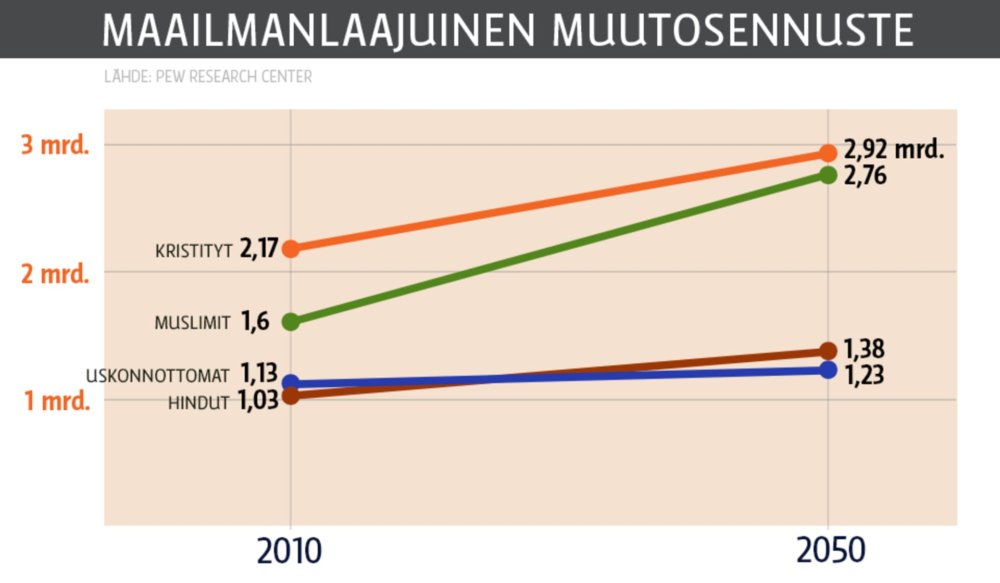 MAAILMANLAAJUINEN MUUTOSENNUSTE
LÄHDE: PEW RESEARCH CENTER
3 mrd.
2,92 mrd.
2,76
KRISTITYT 2,17
2 mrd.
MUSLIMIT 1,6
1,38
USKONNOTTOMAT 1,13
1,23
1 mrd.
HINDUT 1,03
2010
2050